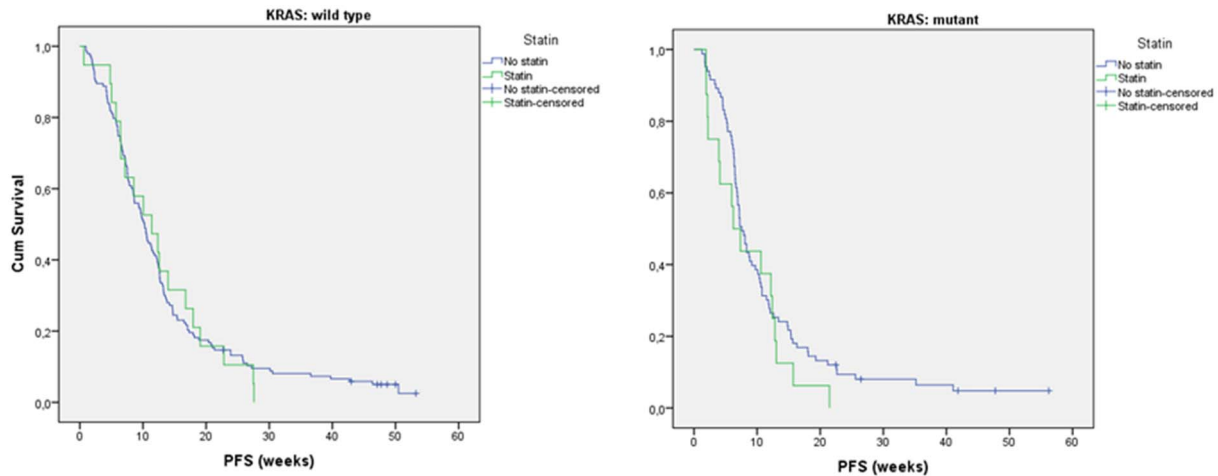 KRAS: wild type
Statin
No statin
Statin
No statin-censored
Statin-censored
Cum Survival
1,0
0,8
0,6
0,4
0,2
0,0
0 10 20 30 40 50 60
PFS (weeks)
KRAS: mutant
Statin
No statin
Statin
No statin-censored
Statin-censored
1,0
0,8
0,6
0,4
0,2
0,0
0 10 20 30 40 50 60
PFS (weeks)